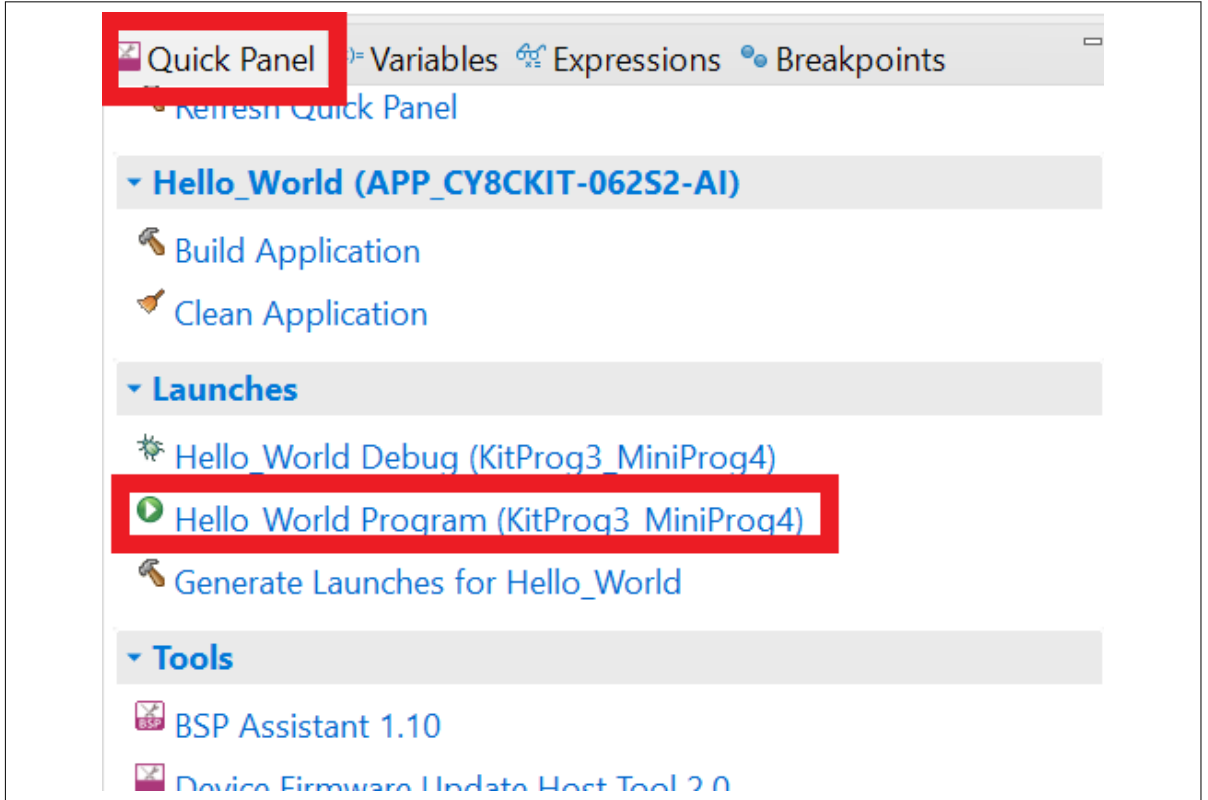 Quick Panel )= Variables Expressions Breakpoints
Refresh Quick Panel
Hello_World (APP_CY8CKIT-062S2-AI)
Build Application
Clean Application
Launches
Hello_World Debug (KitProg3_MiniProg4)
Hello_World Program (KitProg3_MiniProg4)
Generate Launches for Hello_World
Tools
BSP BSP Assistant 1.10
Device Firmware Update Host Tool 2.0